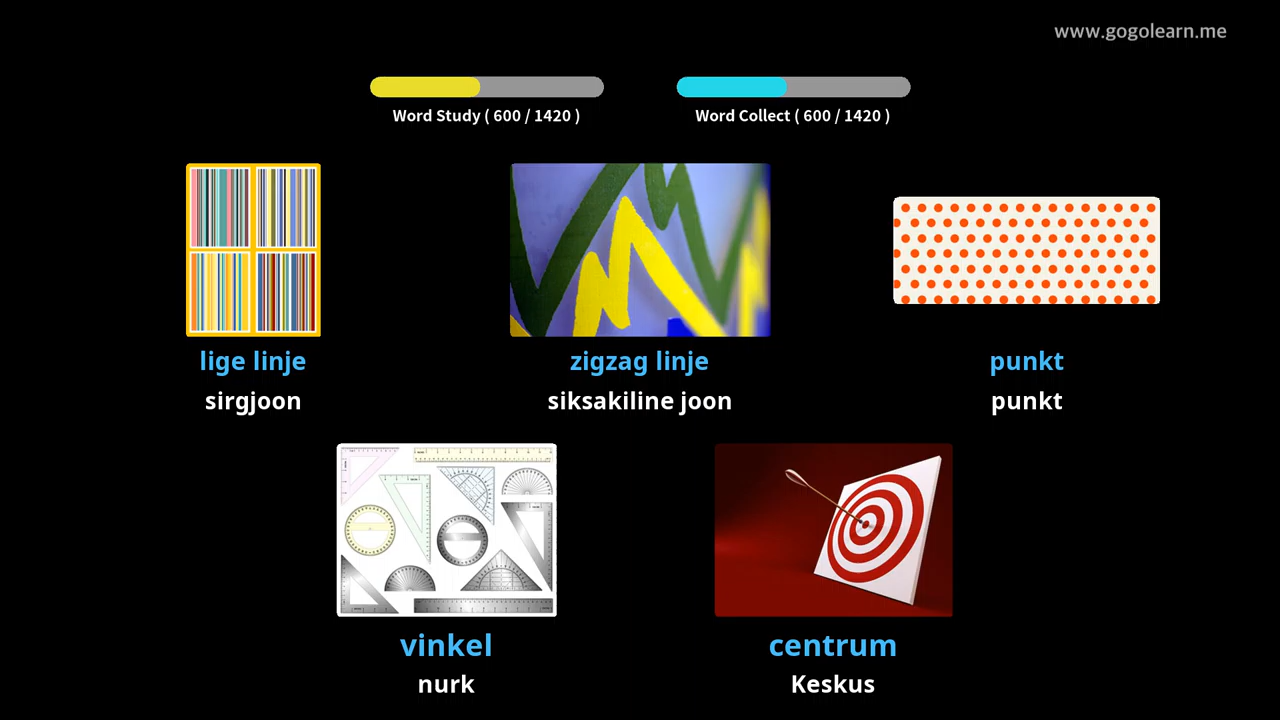 www.gogolearn.me
Word Study ( 600 / 1420 )
Word Collect ( 600 / 1420 )
lige linje
zigzag linje
punkt
sirgjoon
siksakiline joon
punkt
vinkel
centrum
nurk
Keskus